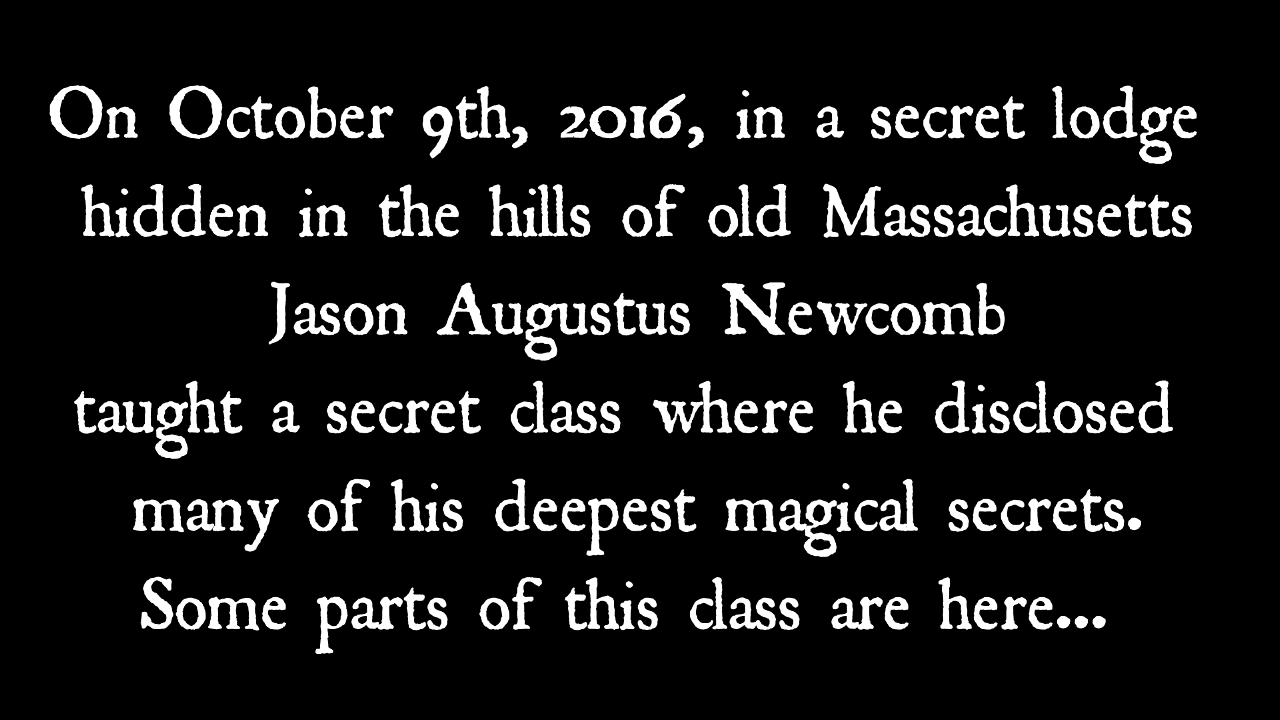 On October 9th, 2016, in a secret lodge
hidden in the hills of old Massachusetts
Jason Augustus Newcomb
taught a secret class where he disclosed
many of his deepest magical secrets.
Some parts of this class are here...